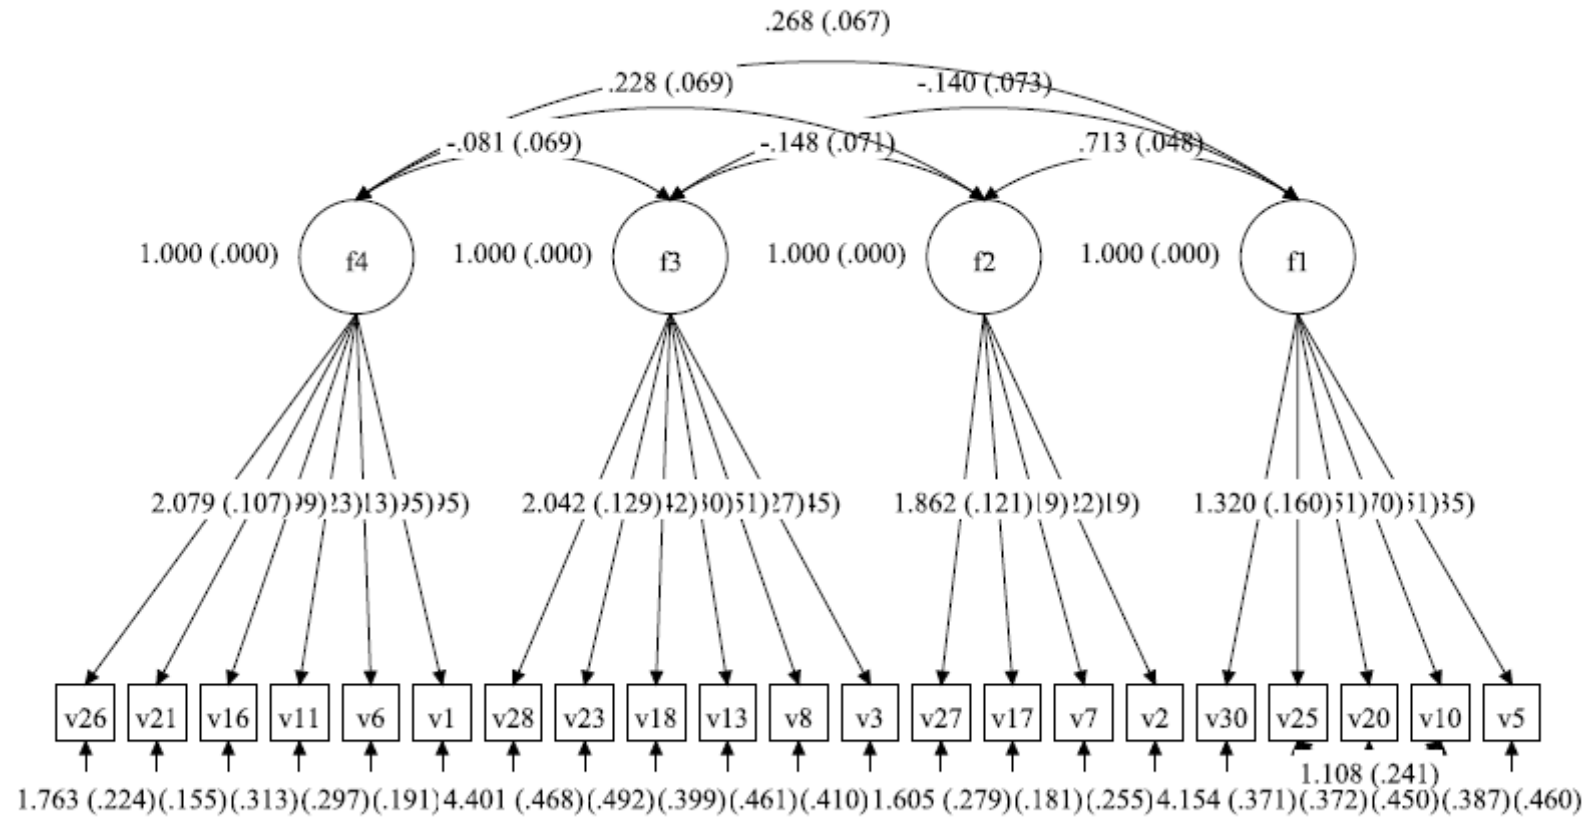 .268 (.067)
.228 (.069) -.140 (.073)
-.081 (.069) -.148 (.071) .713 (.048)
1.000 (.000) f4 1.000 (.000) f3 1.000 (.000) f2 1.000 (.000) f1
2.079 (.107) 2.042 (.129) 1.862 (.121) 1.320 (.160)
v26 v21 v16 v11 v6 v1 v28 v23 v18 v13 v8 v3 v27 v17 v7 v2 v30 v25 v20 v10 v5
1.108 (.241)
1.763 (.224) (.155) (.313) (.297) (.191) 4.401 (.468) (.492) (.399) (.461) (.410) 1.605 (.279) (.181) (.255) 4.154 (.371) (.372) (.450) (.387) (.460)